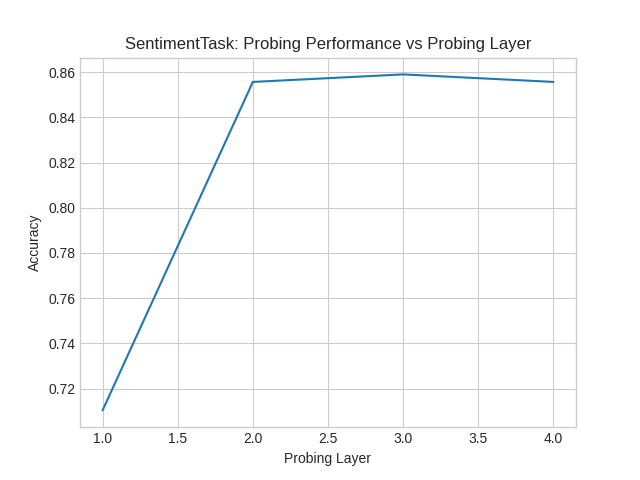 SentimentTask: Probing Performance vs Probing Layer
0.86
0.84
0.82
0.80
0.78
0.76
0.74
0.72
Accuracy
1.0 1.5 2.0 2.5 3.0 3.5 4.0
Probing Layer